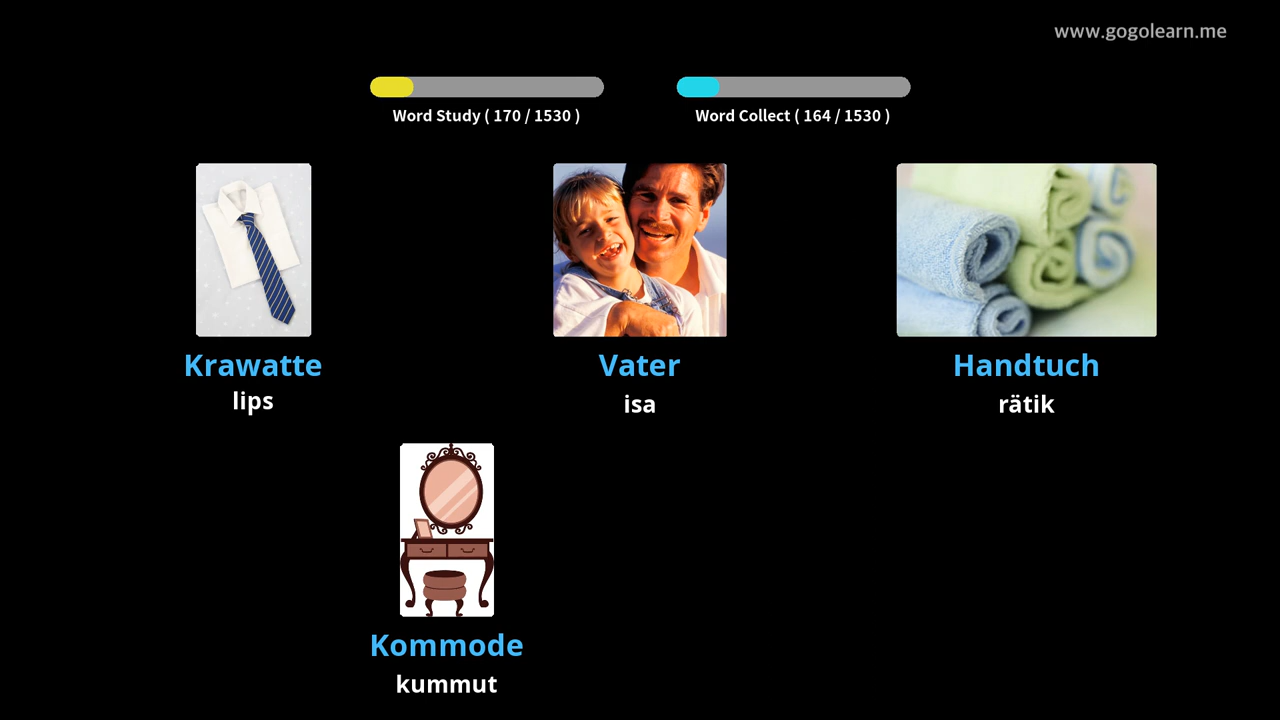 www.gogolearn.me
Word Study ( 170 / 1530 )
Word Collect ( 164 / 1530 )
Krawatte
lips
Vater
isa
Handtuch
rätik
Kommode
kummut